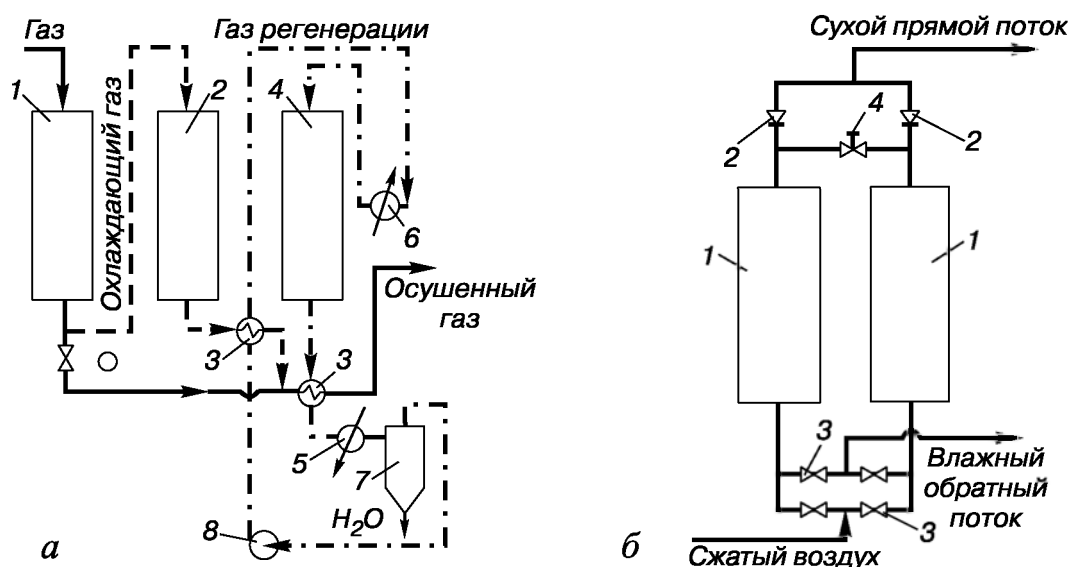 Газ
Газ регенерации
1
Охлаждающий газ
2
4
6
Осушенный
газ
3
3
5
7
H₂O
8
а
Сухой прямой поток
4
2
2
1
1
3
Влажный
обратный
поток
3
Сжатый воздух
б